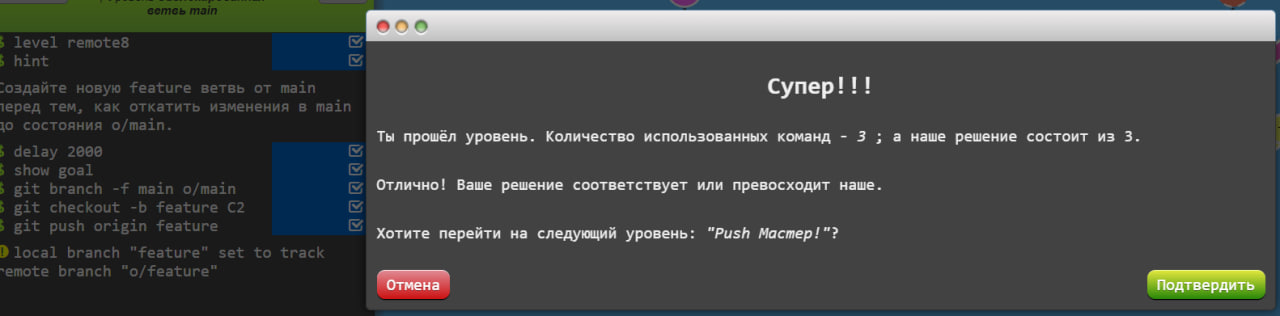 ветвь main
$ level remote8
$ hint
Создайте новую feature ветвь от main
перед тем, как откатить изменения в main
до состояния o/main.
$ delay 2000
$ show goal
$ git branch -f main o/main
$ git checkout -b feature C2
$ git push origin feature
local branch "feature" set to track
remote branch "o/feature"
Супер!!!
Ты прошёл уровень. Количество использованных команд - 3 ; а наше решение состоит из 3.
Отлично! Ваше решение соответствует или превосходит наше.
Хотите перейти на следующий уровень: "Push Мастер!"?
Отмена
Подтвердить